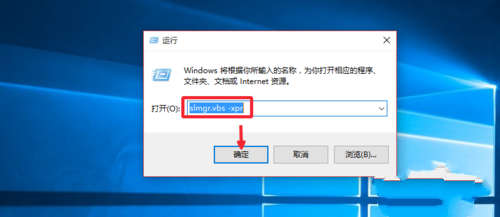 运行
Windows 将根据你所输入的名称，为你打开相应的程序、
文件夹、文档或 Internet 资源。
打开(O):
slmgr.vbs -xpr
确定
取消
浏览(B)...